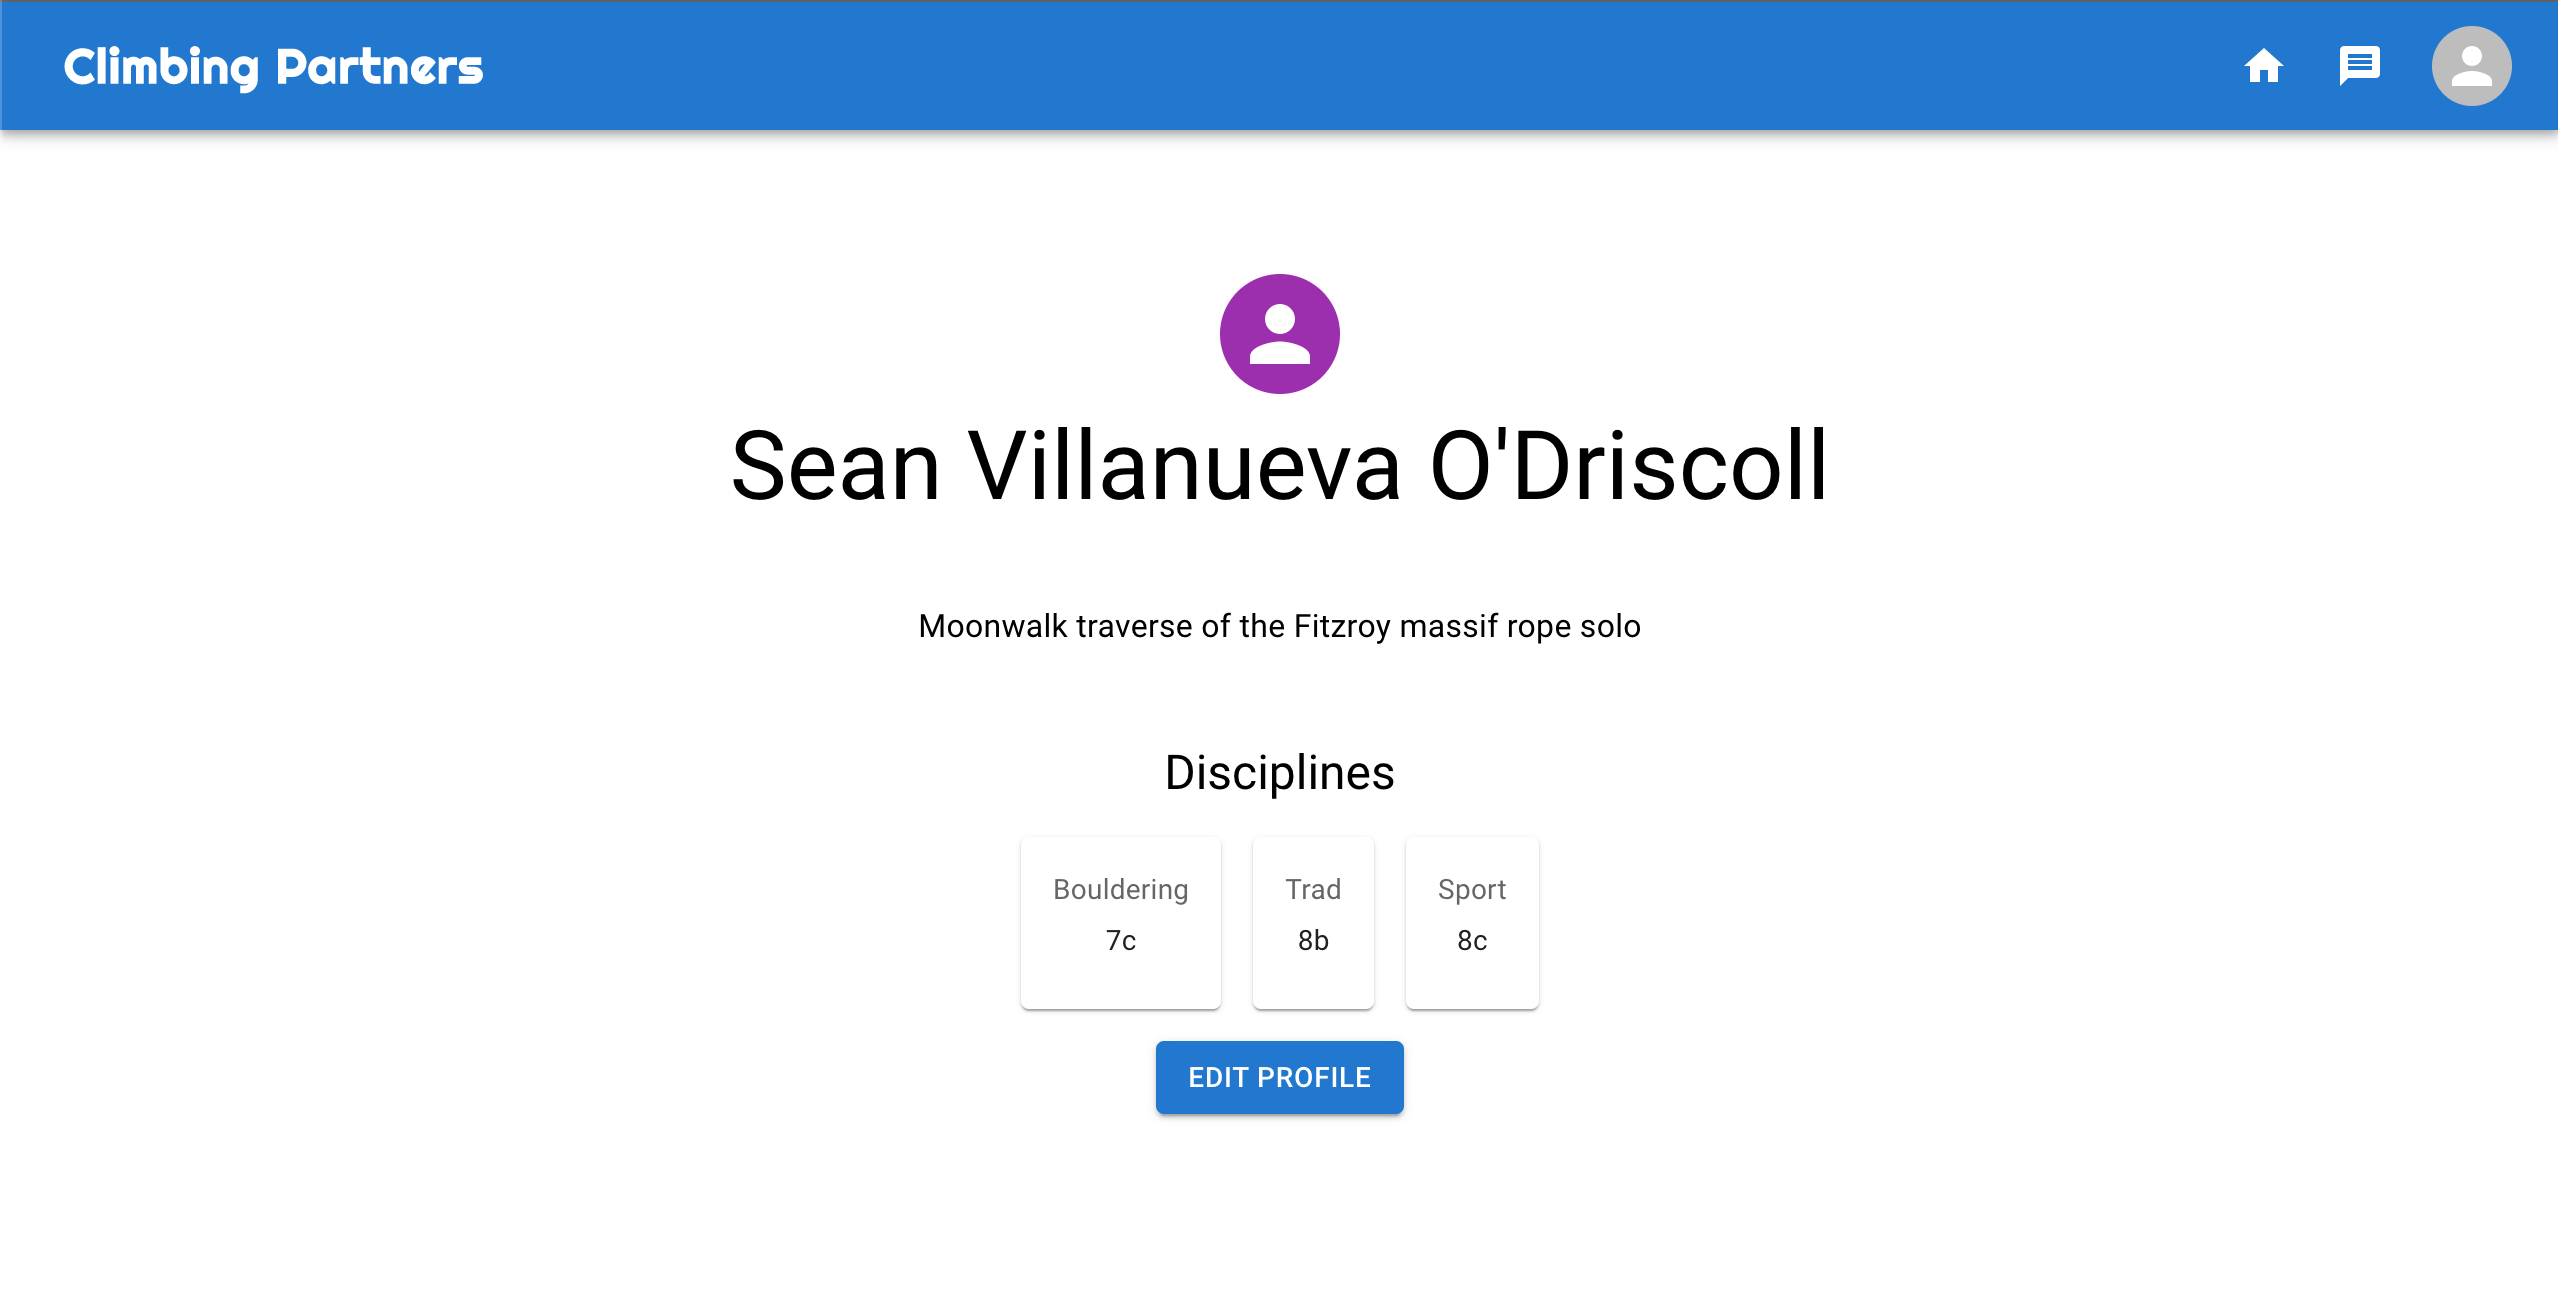 Climbing Partners
Sean Villanueva O'Driscoll
Moonwalk traverse of the Fitzroy massif rope solo
Disciplines
Bouldering Trad Sport
7c 8b 8c
EDIT PROFILE